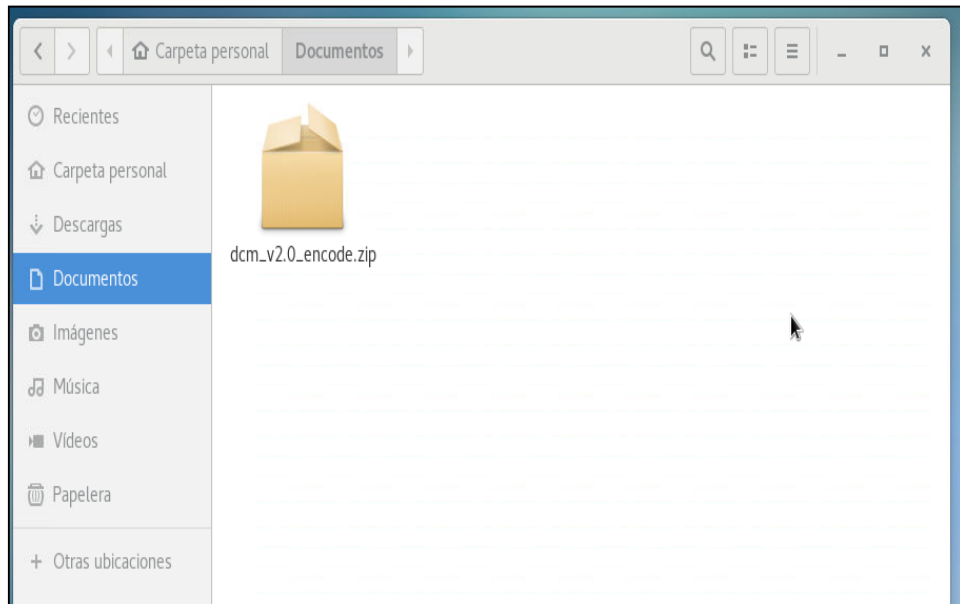 Carpeta personal Documentos
Recientes
Carpeta personal
Descargas
Documentos
Imágenes
Música
Vídeos
Papelera
Otras ubicaciones
dcm_v2.0_encode.zip